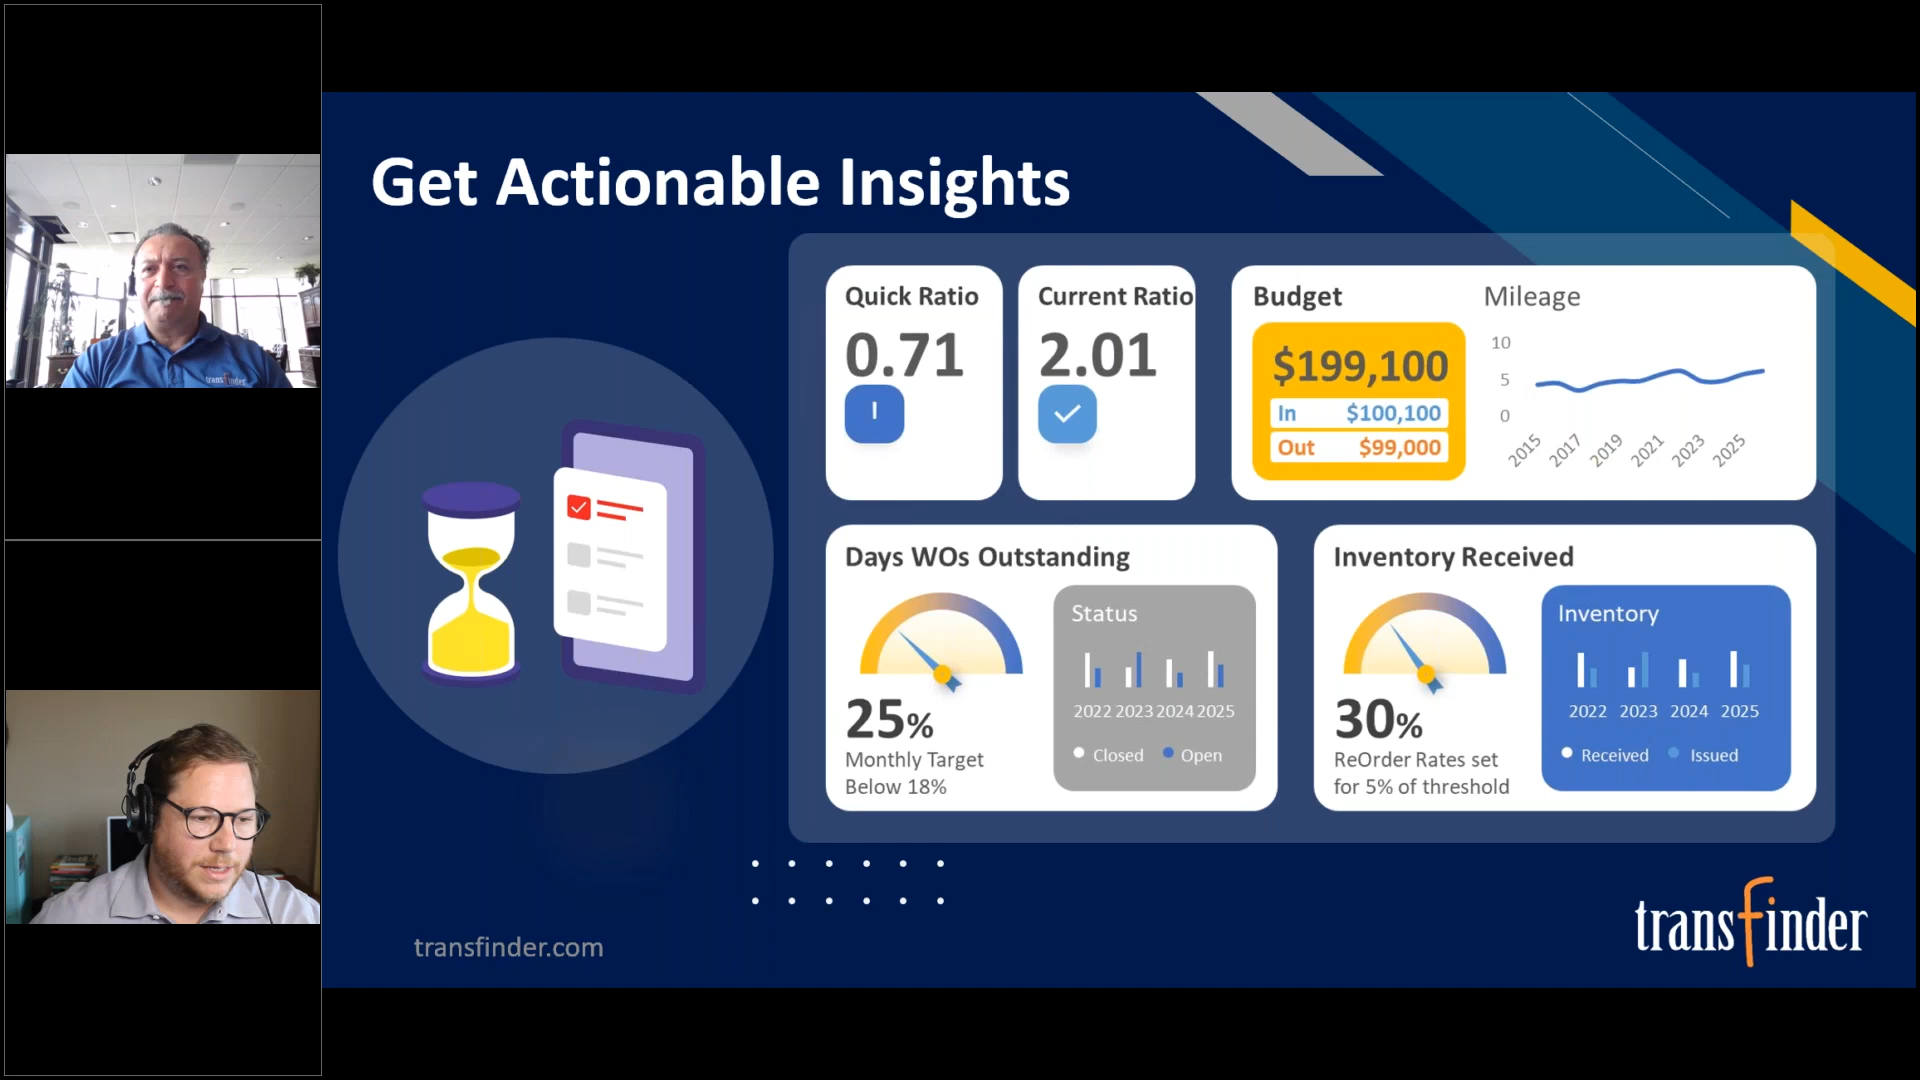 Get Actionable Insights
Quick Ratio
0.71
!
Current Ratio
2.01
Budget
$199,100
In $100,100
Out $99,000
Mileage
10
5
0
2015 2017 2019 2021 2023 2025
Days WOs Outstanding
25%
Monthly Target
Below 18%
Status
2022 2023 2024 2025
Closed Open
Inventory Received
30%
ReOrder Rates set
for 5% of threshold
Inventory
2022 2023 2024 2025
Received Issued
transfinder.com
transfinder
transfinder